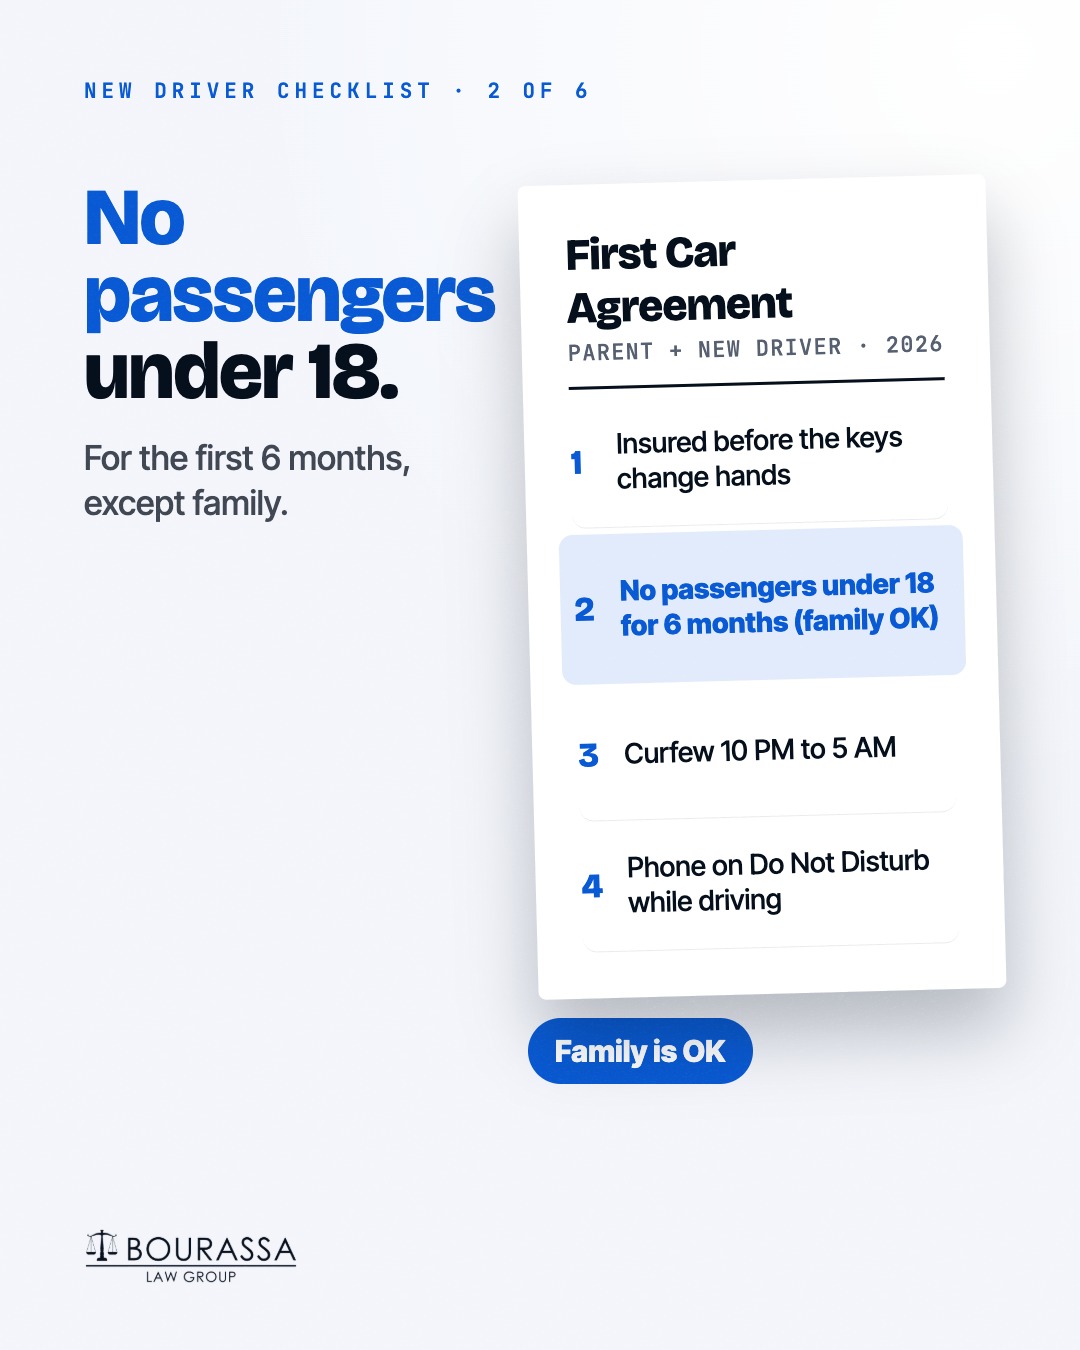 NEW DRIVER CHECKLIST · 2 OF 6
No
passengers
under 18.
For the first 6 months,
except family.
First Car
Agreement
PARENT + NEW DRIVER · 2026
1 Insured before the keys
change hands
2 No passengers under 18
for 6 months (family OK)
3 Curfew 10 PM to 5 AM
4 Phone on Do Not Disturb
while driving
Family is OK
BOURASSA
LAW GROUP